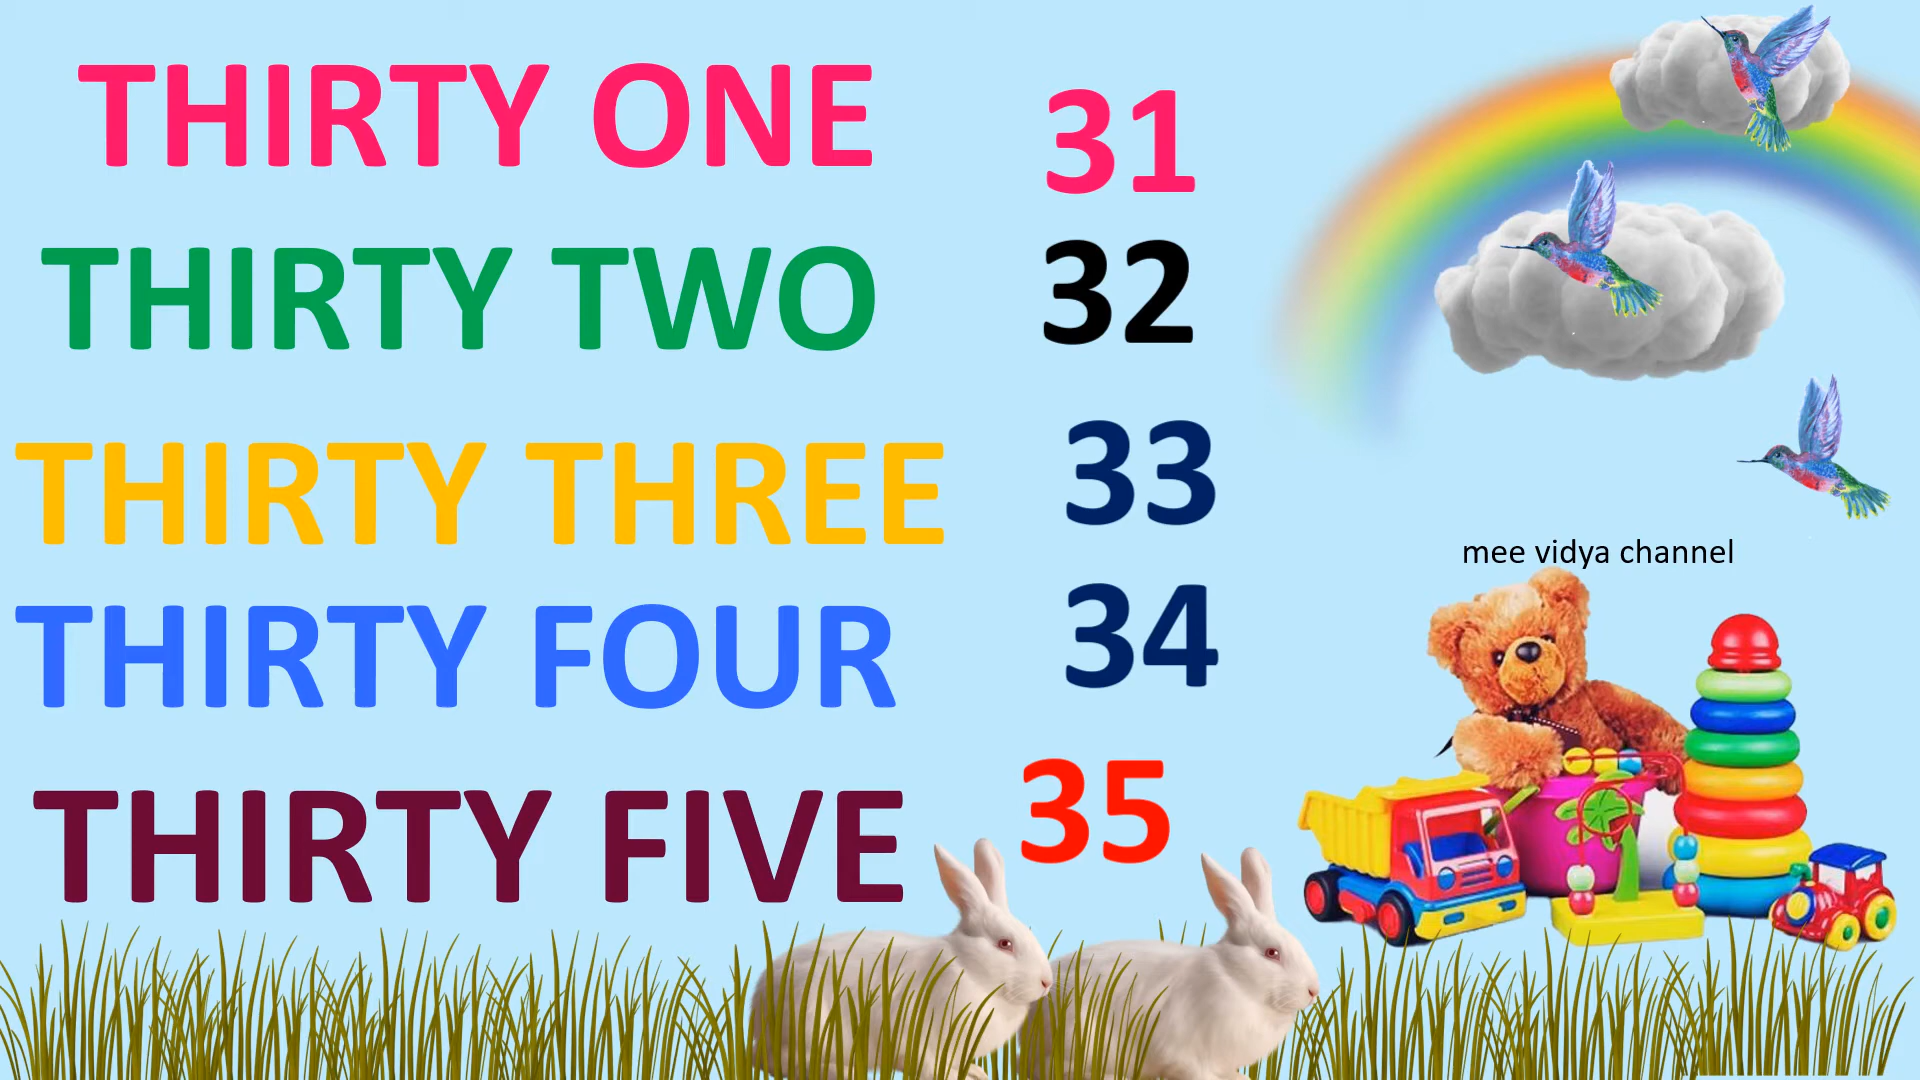 THIRTY ONE 31
THIRTY TWO 32
THIRTY THREE 33
THIRTY FOUR 34
THIRTY FIVE 35
mee vidya channel